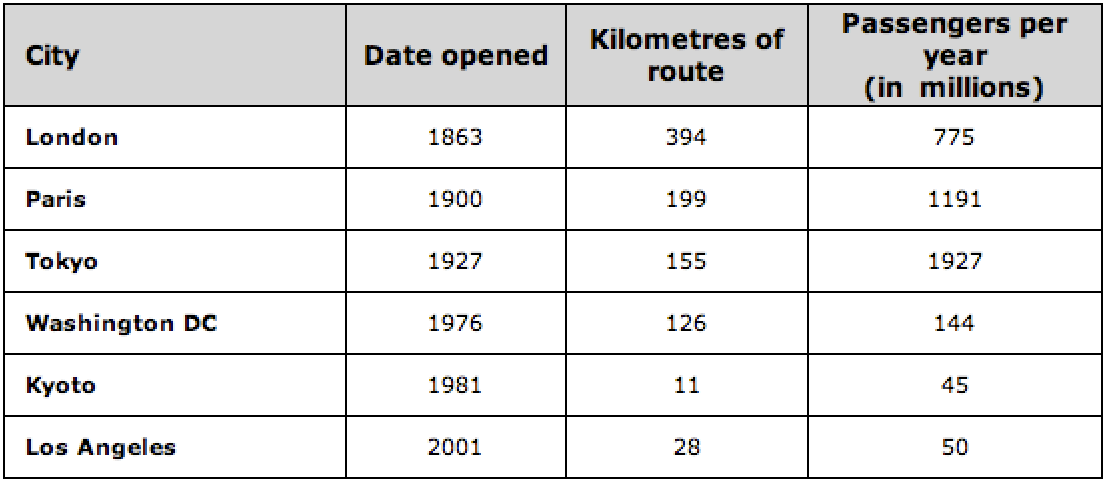 City Date opened Kilometres of route Passengers per year (in millions)
London 1863 394 775
Paris 1900 199 1191
Tokyo 1927 155 1927
Washington DC 1976 126 144
Kyoto 1981 11 45
Los Angeles 2001 28 50